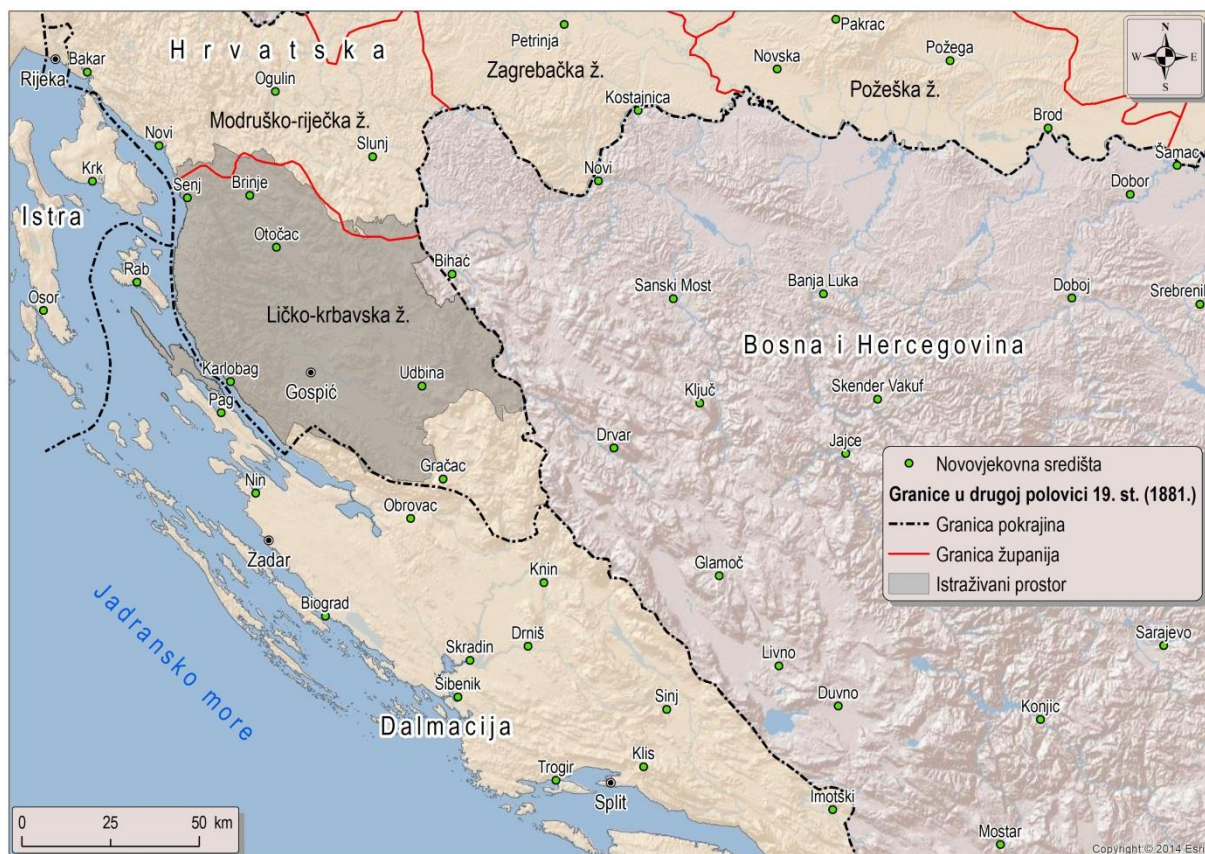 Hrvatska
Petrinja
Pakrac
N
W
E
S
Bakar
Rijeka
Novska
Požega
Zagrebačka ž.
Ogulin
Požeška ž.
Kostajnica
Modruško-riječka ž.
Brod
Novi
Slunj
Šamac
Krk
Novi
Senj
Brinje
Dobor
Istra
Otočac
Bihać
Rab
Sanski Most
Banja Luka
Doboj
Srebrenik
Osor
Ličko-krbavska ž.
Bosna i Hercegovina
Karlobag
Gospić
Udbina
Ključ
Skender Vakuf
Pag
Drvar
Jajce
Gračac
Nin
Obrovac
Zadar
Knin
Glamoč
Biograd
Jadransko more
Drniš
Skradin
Livno
Sarajevo
Šibenik
Sinj
Duvno
Konjic
Dalmacija
Klis
Trogir
Split
Imotški
Mostar
Novovjekovna središta
Granice u drugoj polovici 19. st. (1881.)
Granica pokrajina
Granica županija
Istraživani prostor
0 25 50 km
Copyright:© 2014 Esri